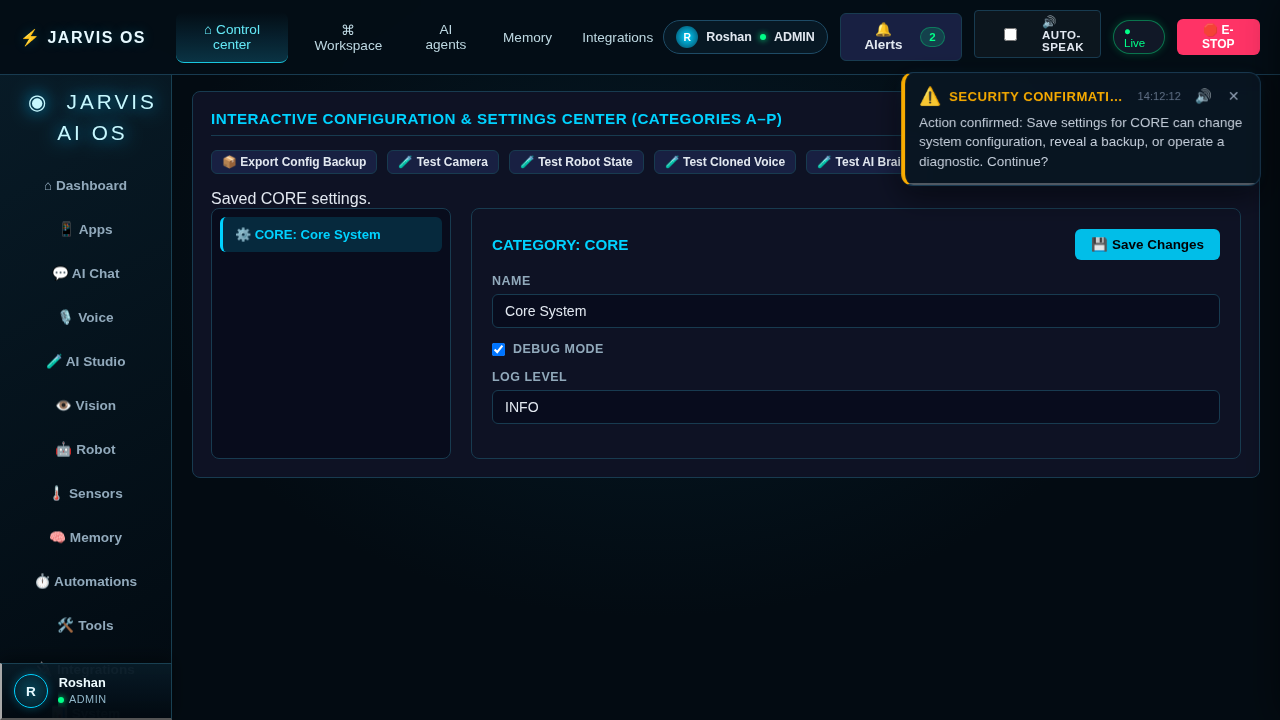 ⚡ JARVIS OS
⌂ Control center
⌘ Workspace
AI agents
Memory
Integrations
R Roshan ADMIN
🔔 Alerts 2
🔊 AUTO-SPEAK
● Live
🛑 E-STOP
◉ JARVIS AI OS
⌂ Dashboard
📱 Apps
💬 AI Chat
🎙️ Voice
🧪 AI Studio
👁️ Vision
🤖 Robot
🌡️ Sensors
🧠 Memory
⏱️ Automations
🛠️ Tools
Integrations
R
Roshan
ADMIN
⚠️ SECURITY CONFIRMATI… 14:12:12 🔊 ✕
Action confirmed: Save settings for CORE can change
system configuration, reveal a backup, or operate a
diagnostic. Continue?
INTERACTIVE CONFIGURATION & SETTINGS CENTER (CATEGORIES A–P)
📦 Export Config Backup
🧪 Test Camera
🧪 Test Robot State
🧪 Test Cloned Voice
🧪 Test AI Brai
Saved CORE settings.
⚙️ CORE: Core System
CATEGORY: CORE
💾 Save Changes
NAME
Core System
DEBUG MODE
LOG LEVEL
INFO